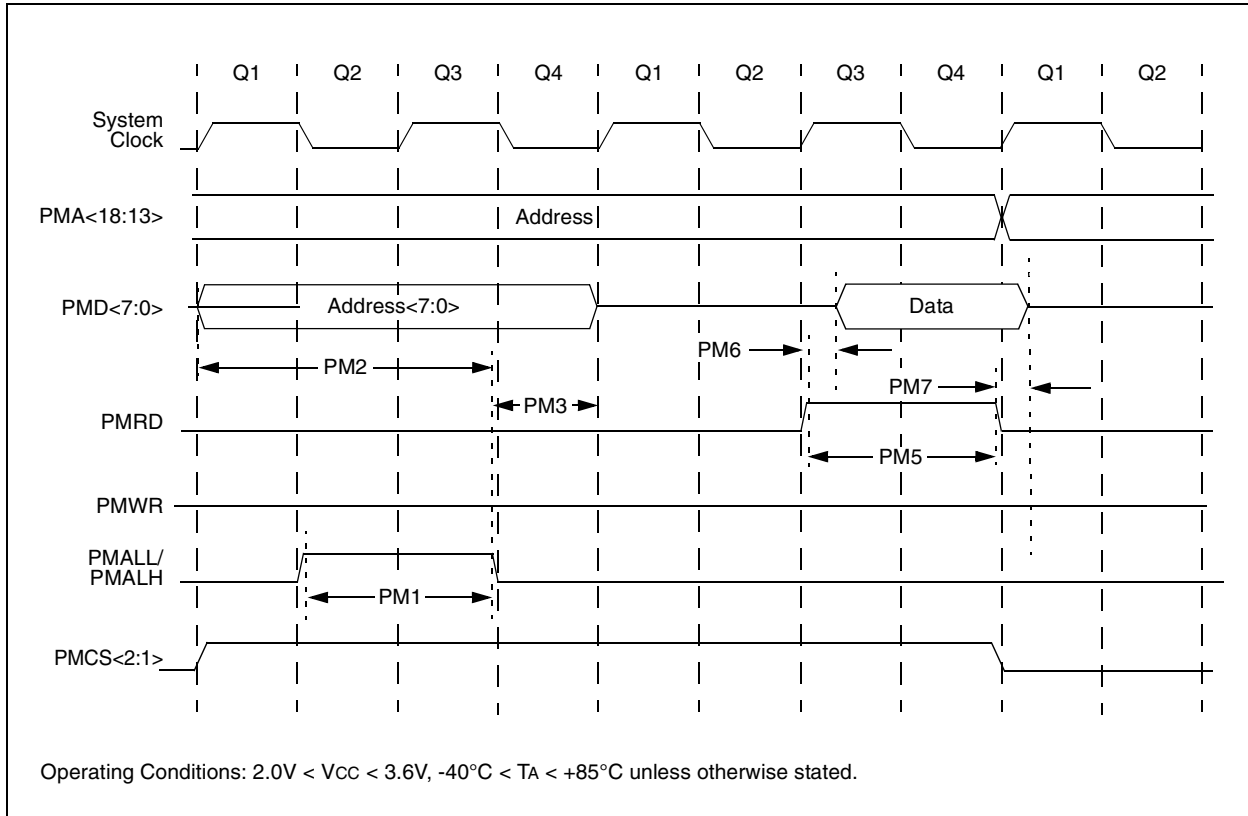 Q1 Q2 Q3 Q4 Q1 Q2 Q3 Q4 Q1 Q2
System
Clock
PMA<18:13>
Address
PMD<7:0>
Address<7:0>
Data
PM6
PM2
PM7
PM3
PMRD
PM5
PMWR
PMALL/
PMALH
PM1
PMCS<2:1>
Operating Conditions: 2.0V < VCC < 3.6V, -40°C < TA < +85°C unless otherwise stated.